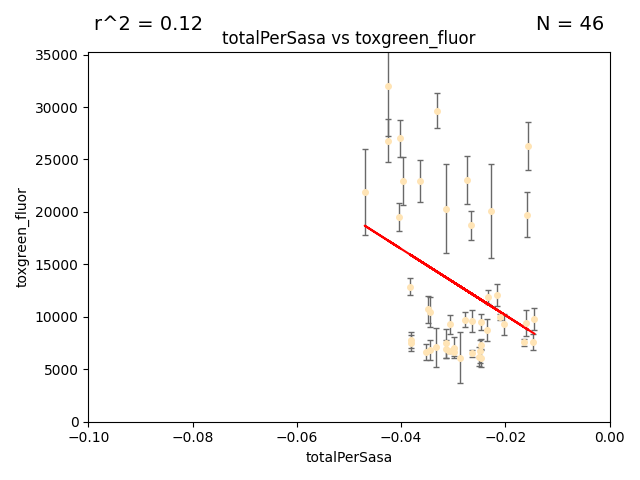 r^2 = 0.12
N = 46
totalPerSasa vs toxgreen_fluor
35000
30000
25000
20000
15000
10000
5000
0
toxgreen_fluor
−0.10
−0.08
−0.06
−0.04
−0.02
0.00
totalPerSasa